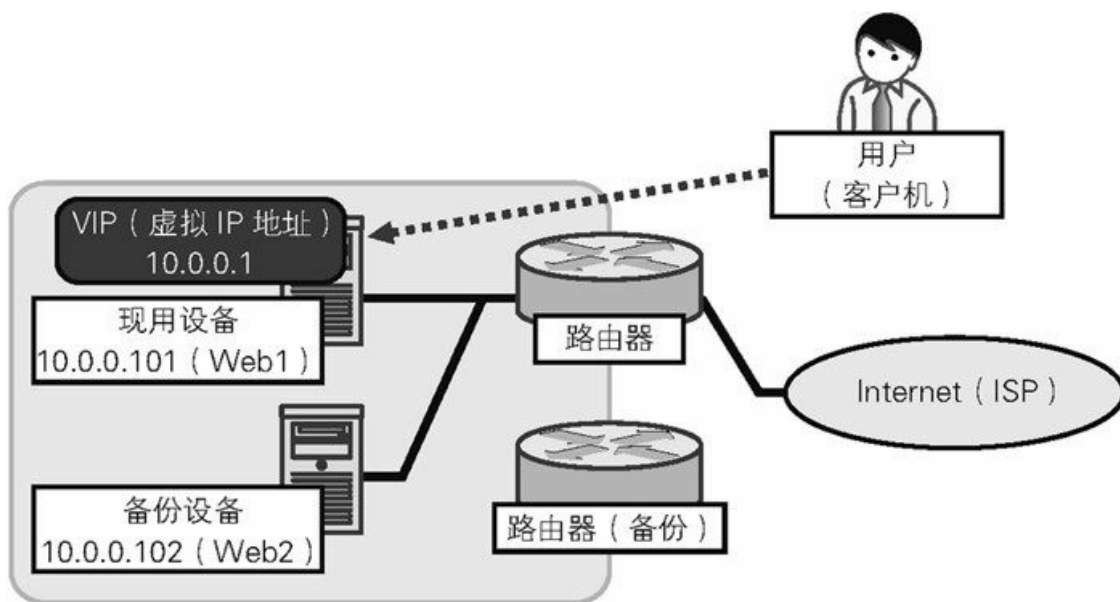 用户
（客户机）
VIP（虚拟 IP 地址）
10.0.0.1
现用设备
10.0.0.101（Web1）
路由器
Internet（ISP）
备份设备
10.0.0.102（Web2）
路由器（备份）